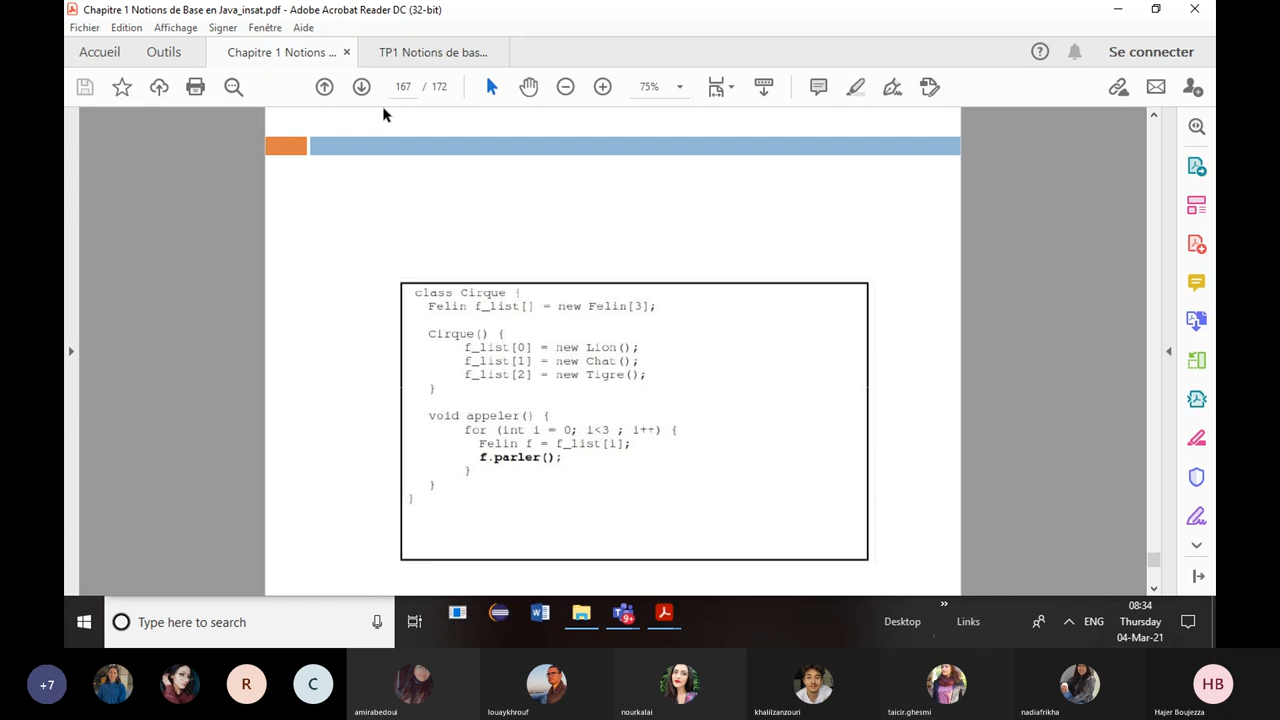 Chapitre 1 Notions de Base en Java_insat.pdf - Adobe Acrobat Reader DC (32-bit)
Fichier Edition Affichage Signer Fenêtre Aide
Accueil Outils Chapitre 1 Notions ... × TP1 Notions de bas... Se connecter
167 / 172 75%
class Cirque {
Felin f_list[] = new Felin[3];
Cirque() {
f_list[0] = new Lion();
f_list[1] = new Chat();
f_list[2] = new Tigre();
}
void appeler() {
for (int i = 0; i<3 ; i++) {
Felin f = f_list[i];
f.parler();
}
}
}
Type here to search
9+
Desktop
Links
ENG
08:34
Thursday
04-Mar-21
+7
R
C
HB
amirabedoui
louaykhrouf
nourkalai
khalilzanzouri
taicir.ghesmi
nadiafrikha
Hajer Boujezza